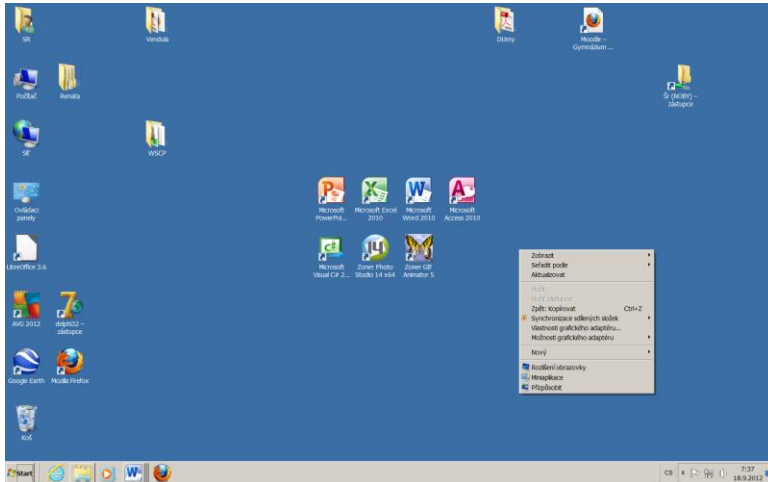 SR
Vendula
DUmy
Moodle –
Gymnázium ...
Počítač
Renata
Šr (NOBY) –
zástupce
Síť
WSCP
Ovládací
panely
Microsoft
PowerPoi...
Microsoft Excel
2010
Microsoft
Word 2010
Microsoft
Access 2010
LibreOffice 3.6
Microsoft
Visual C# 2...
Zoner Photo
Studio 14 x64
Zoner GIF
Animator 5
AVG 2012
delphi32 –
zástupce
Google Earth
Mozilla Firefox
Koš
Zobrazit
Seřadit podle
Aktualizovat
Vložit
Vložit zástupce
Zpět: Kopírovat Ctrl+Z
Synchronizace sdílených složek
Vlastnosti grafického adaptéru...
Možnosti grafického adaptéru
Nový
Rozlišení obrazovky
Miniaplikace
Přizpůsobit
Start
CS
7:37
18.9.2012